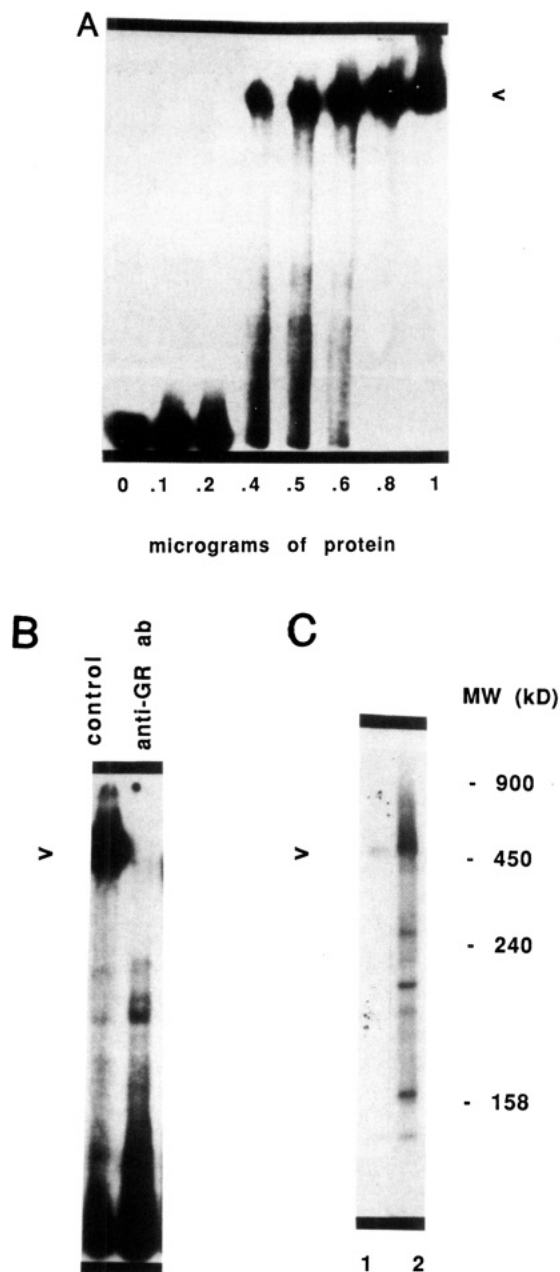 A
<
0 .1 .2 .4 .5 .6 .8 1
micrograms of protein
B
control
anti-GR ab
>
C
MW (kD)
>
- 900
- 450
- 240
- 158
1 2